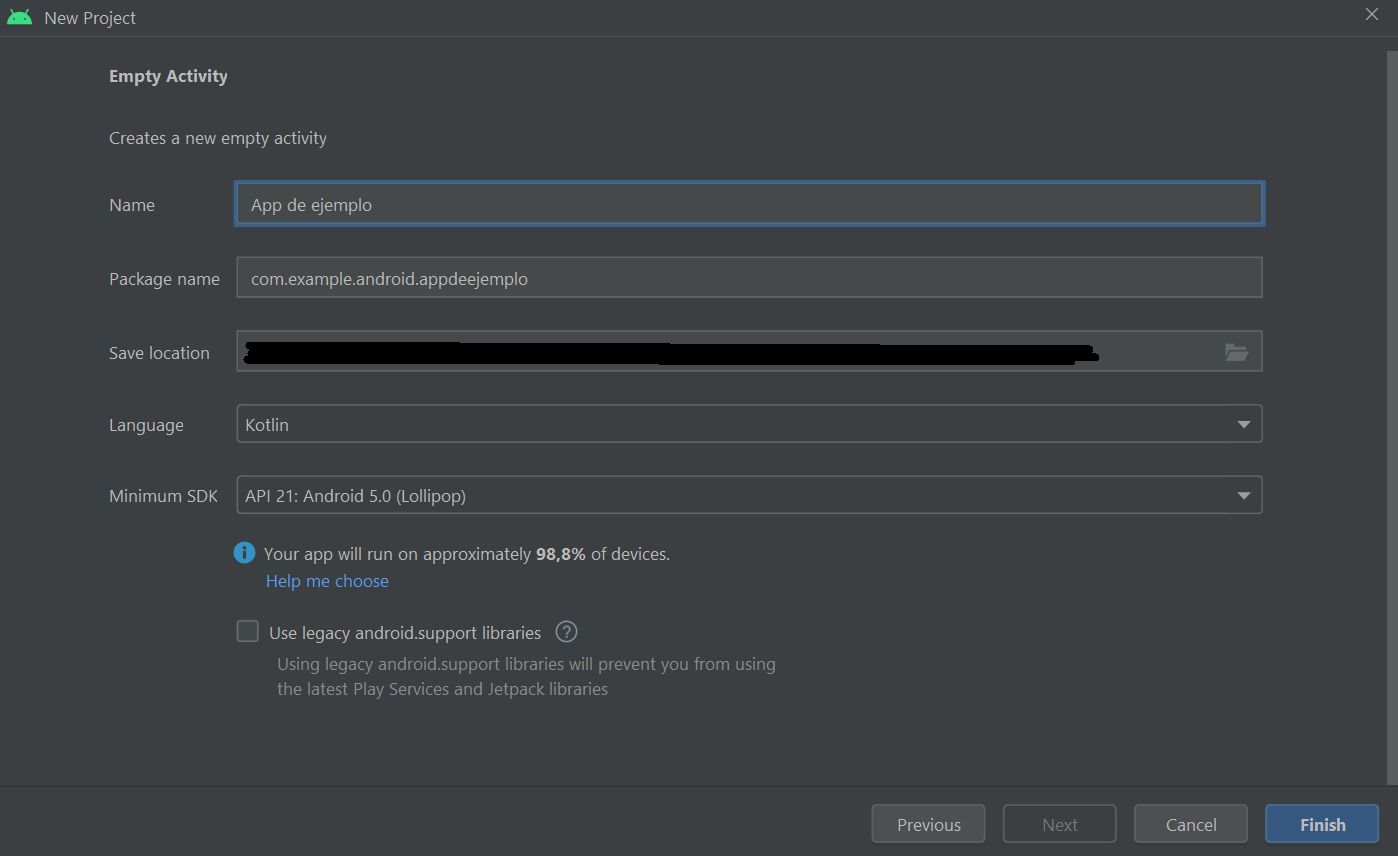 New Project
Empty Activity
Creates a new empty activity
Name App de ejemplo
Package name com.example.android.appdeejemplo
Save location
Language Kotlin
Minimum SDK API 21: Android 5.0 (Lollipop)
Your app will run on approximately 98,8% of devices.
Help me choose
Use legacy android.support libraries ?
Using legacy android.support libraries will prevent you from using
the latest Play Services and Jetpack libraries
Previous Next Cancel Finish